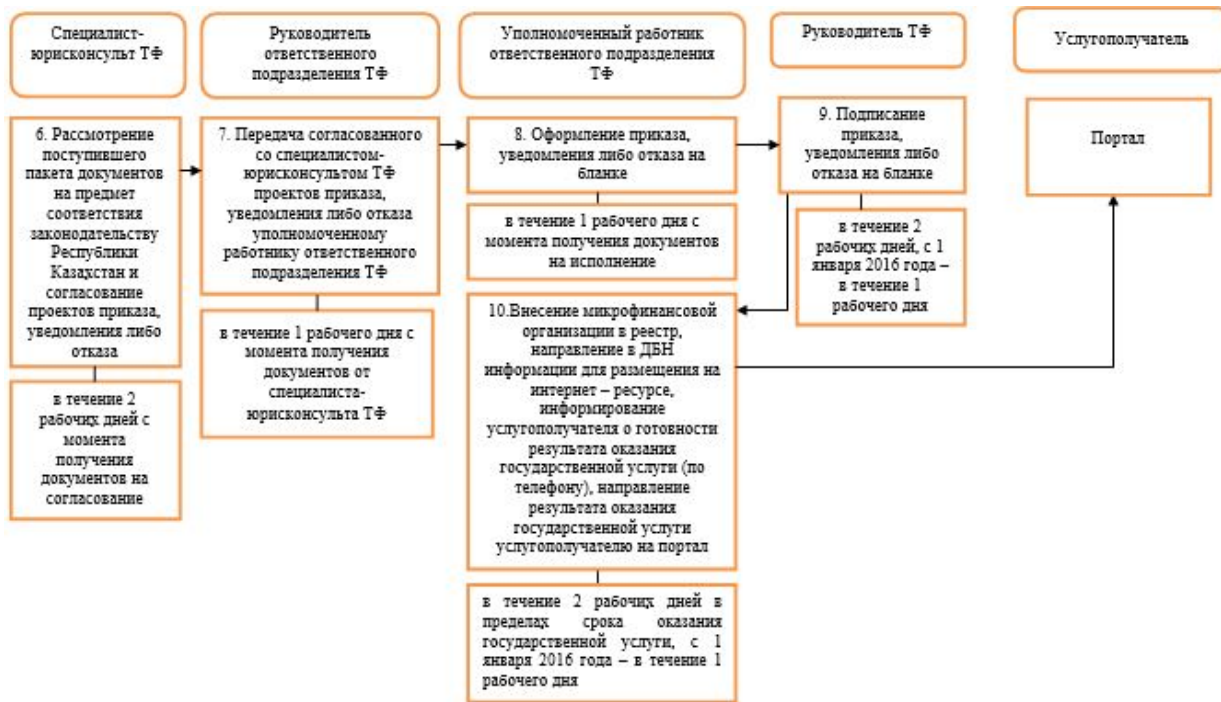 Специалист-
юрисконсульт ТФ
Руководитель
ответственного
подразделения ТФ
Уполномоченный работник
ответственного подразделения
ТФ
Руководитель ТФ
Услугополучатель
6. Рассмотрение
поступившего
пакета документов
на предмет
соответствия
законодательству
Республики
Казахстан и
согласование
проектов приказа,
уведомления либо
отказа
в течение 2
рабочих дней с
момента
получения
документов на
согласование
7. Передача согласованного
со специалистом-
юрисконсультом ТФ
проектов приказа,
уведомления либо отказа
уполномоченному
работнику ответственного
подразделения ТФ
в течение 1 рабочего дня с
момента получения
документов от
специалиста-
юрисконсульта ТФ
8. Оформление приказа,
уведомления либо отказа на
бланке
в течение 1 рабочего дня с
момента получения документов
на исполнение
9. Подписание
приказа,
уведомления либо
отказа на бланке
в течение 2
рабочих дней, с 1
января 2016 года –
в течение 1
рабочего дня
10.Внесение микрофинансовой
организации в реестр,
направление в ДБН
информации для размещения на
интернет – ресурсе,
информирование
услугополучателя о готовности
результата оказания
государственной услуги (по
телефону), направление
результата оказания
государственной услуги
услугополучателю на портал
в течение 2 рабочих дней в
пределах срока оказания
государственной услуги, с 1
января 2016 года – в течение 1
рабочего дня
Портал